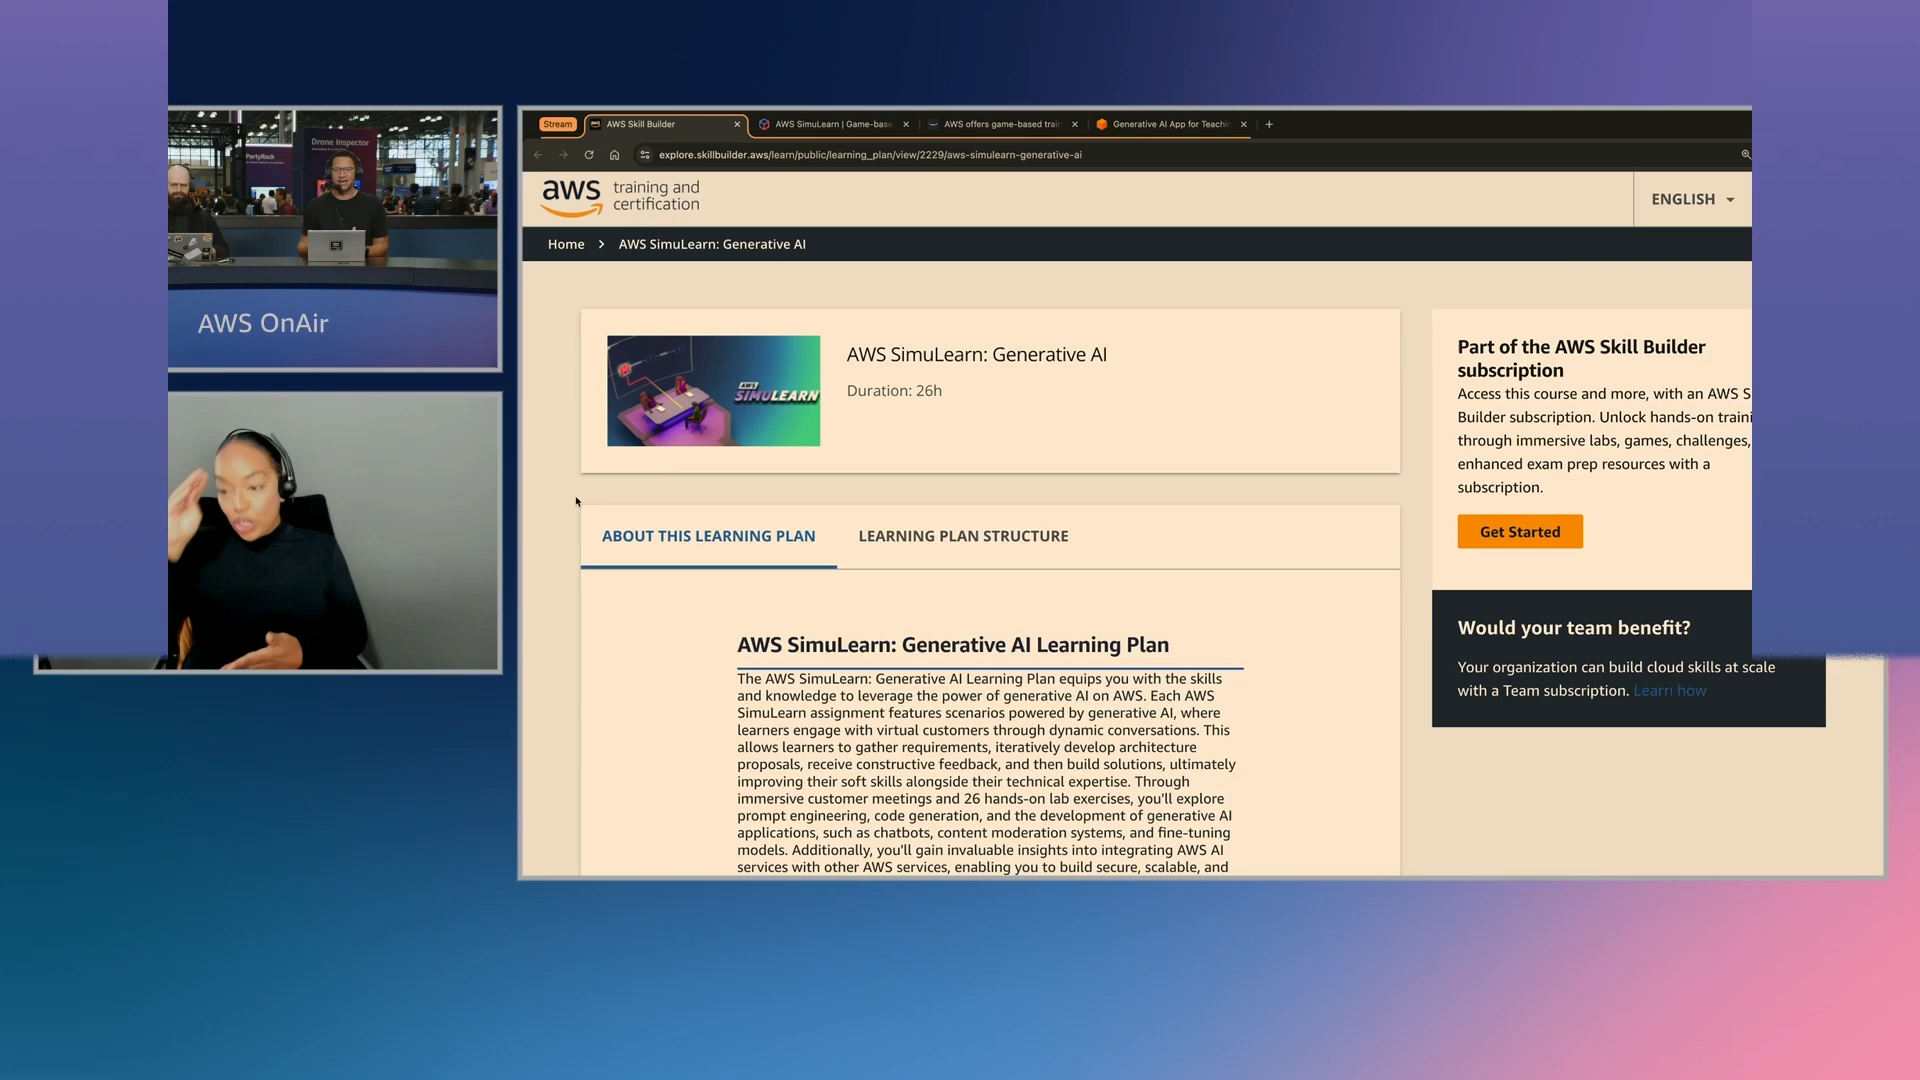 PartyRock
Drone Inspector
AWS OnAir
Stream
AWS Skill Builder
AWS SimuLearn | Game-base
AWS offers game-based train
Generative AI App for Teachin
explore.skillbuilder.aws/learn/public/learning_plan/view/2229/aws-simulearn-generative-ai
aws training and certification
ENGLISH
Home > AWS SimuLearn: Generative AI
AWS SIMULEARN
AWS SimuLearn: Generative AI
Duration: 26h
ABOUT THIS LEARNING PLAN
LEARNING PLAN STRUCTURE
AWS SimuLearn: Generative AI Learning Plan
The AWS SimuLearn: Generative AI Learning Plan equips you with the skills
and knowledge to leverage the power of generative AI on AWS. Each AWS
SimuLearn assignment features scenarios powered by generative AI, where
learners engage with virtual customers through dynamic conversations. This
allows learners to gather requirements, iteratively develop architecture
proposals, receive constructive feedback, and then build solutions, ultimately
improving their soft skills alongside their technical expertise. Through
immersive customer meetings and 26 hands-on lab exercises, you'll explore
prompt engineering, code generation, and the development of generative AI
applications, such as chatbots, content moderation systems, and fine-tuning
models. Additionally, you'll gain invaluable insights into integrating AWS AI
services with other AWS services, enabling you to build secure, scalable, and
Part of the AWS Skill Builder
subscription
Access this course and more, with an AWS S
Builder subscription. Unlock hands-on traini
through immersive labs, games, challenges,
enhanced exam prep resources with a
subscription.
Get Started
Would your team benefit?
Your organization can build cloud skills at scale
with a Team subscription. Learn how